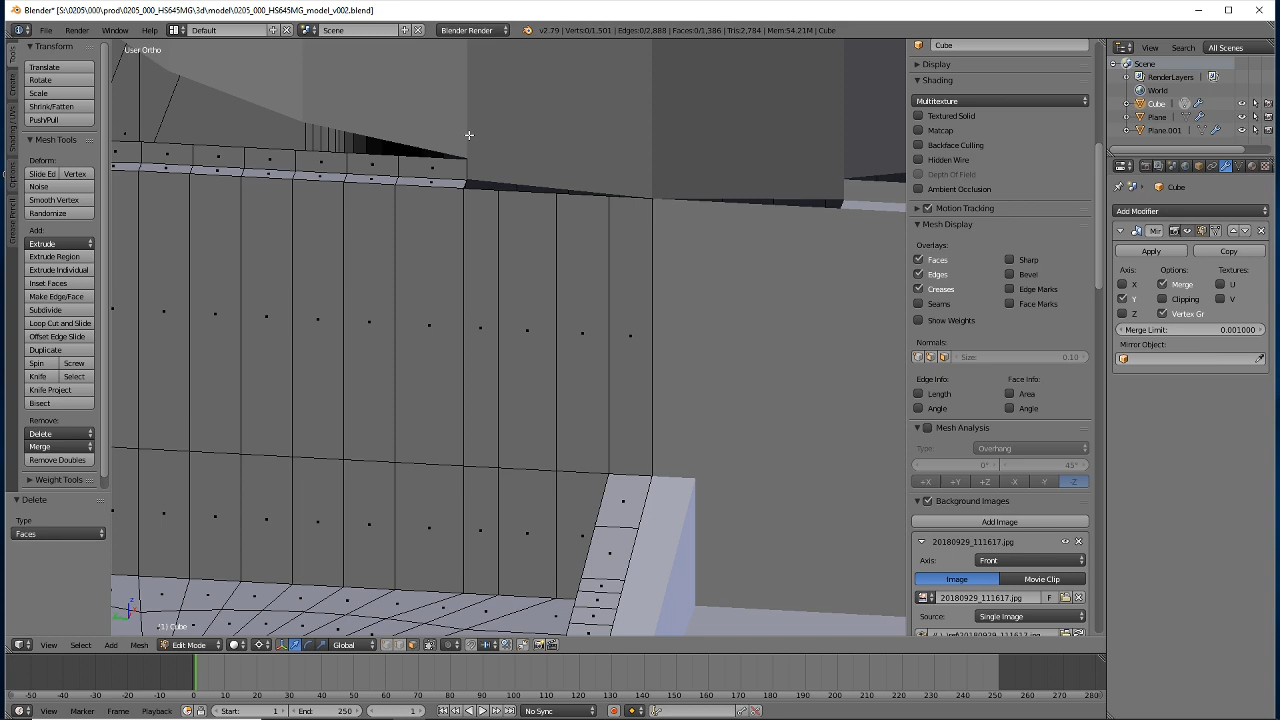 Blender* [S:\0205\000\prod\0205_000_HS645MG\3d\model\0205_000_HS645MG_model_v002.blend]
File Render Window Help Default Scene Blender Render v2.79 | Verts:0/1,501 | Edges:0/2,888 | Faces:0/1,386 | Tris:2,784 | Mem:54.21M | Cube
Tools
Create
Shading / UVs
Options
Grease Pencil
Transform
Translate
Rotate
Scale
Shrink/Fatten
Push/Pull
Mesh Tools
Deform:
Slide Ed Vertex
Noise
Smooth Vertex
Randomize
Add:
Extrude
Extrude Region
Extrude Individual
Inset Faces
Make Edge/Face
Subdivide
Loop Cut and Slide
Offset Edge Slide
Duplicate
Spin Screw
Knife Select
Knife Project
Bisect
Remove:
Delete
Merge
Remove Doubles
Weight Tools
Delete
Type
Faces
User Ortho
(1) Cube
Cube
Display
Shading
Multitexture
Textured Solid
Matcap
Backface Culling
Hidden Wire
Depth Of Field
Ambient Occlusion
Motion Tracking
Mesh Display
Overlays:
Faces Sharp
Edges Bevel
Creases Edge Marks
Seams Face Marks
Show Weights
Normals:
Size: 0.10
Edge Info: Face Info:
Length Area
Angle Angle
Mesh Analysis
Type: Overhang
0° 45°
+X +Y +Z -X -Y -Z
Background Images
Add Image
20180929_111617.jpg
Axis: Front
Image Movie Clip
20180929_111617.jpg F
Source: Single Image
View Search All Scenes
Scene
RenderLayers
World
Cube
Plane
Plane.001
Cube
Add Modifier
Mir
Apply Copy
Axis: Options: Textures:
X Merge U
Y Clipping V
Z Vertex Gr
Merge Limit: 0.001000
Mirror Object:
View Select Add Mesh Edit Mode Global
-50 -40 -30 -20 -10 0 10 20 30 40 50 60 70 80 90 100 110 120 130 140 150 160 170 180 190 200 210 220 230 240 250 260 270 280
View Marker Frame Playback Start: 1 End: 250 1 No Sync